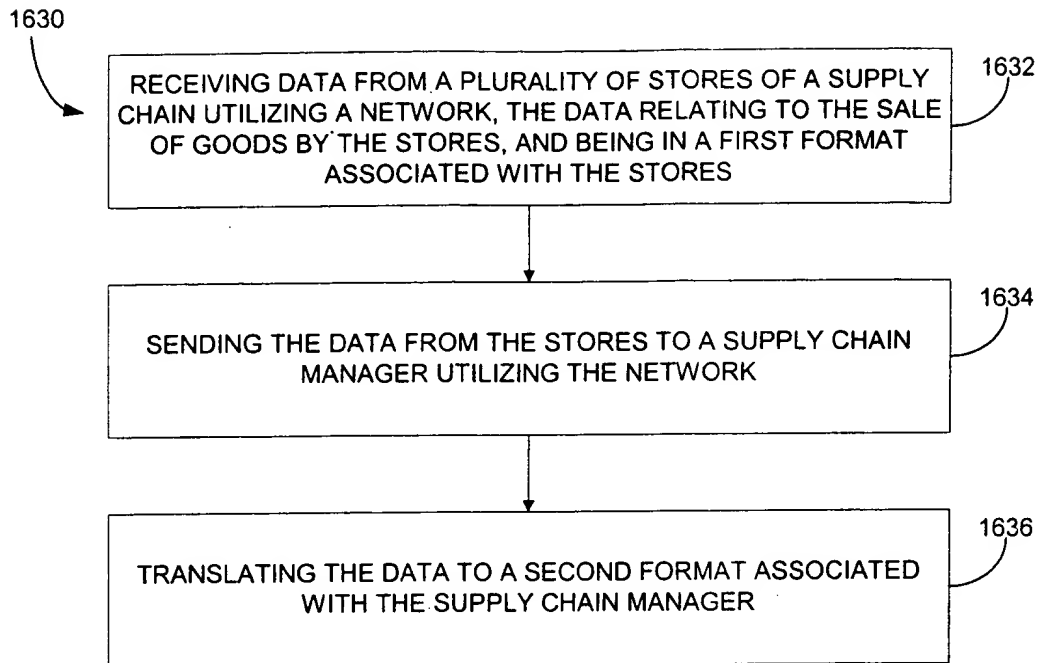 1630
RECEIVING DATA FROM A PLURALITY OF STORES OF A SUPPLY
CHAIN UTILIZING A NETWORK, THE DATA RELATING TO THE SALE
OF GOODS BY THE STORES, AND BEING IN A FIRST FORMAT
ASSOCIATED WITH THE STORES
1632
SENDING THE DATA FROM THE STORES TO A SUPPLY CHAIN
MANAGER UTILIZING THE NETWORK
1634
TRANSLATING THE DATA TO A SECOND FORMAT ASSOCIATED
WITH THE SUPPLY CHAIN MANAGER
1636